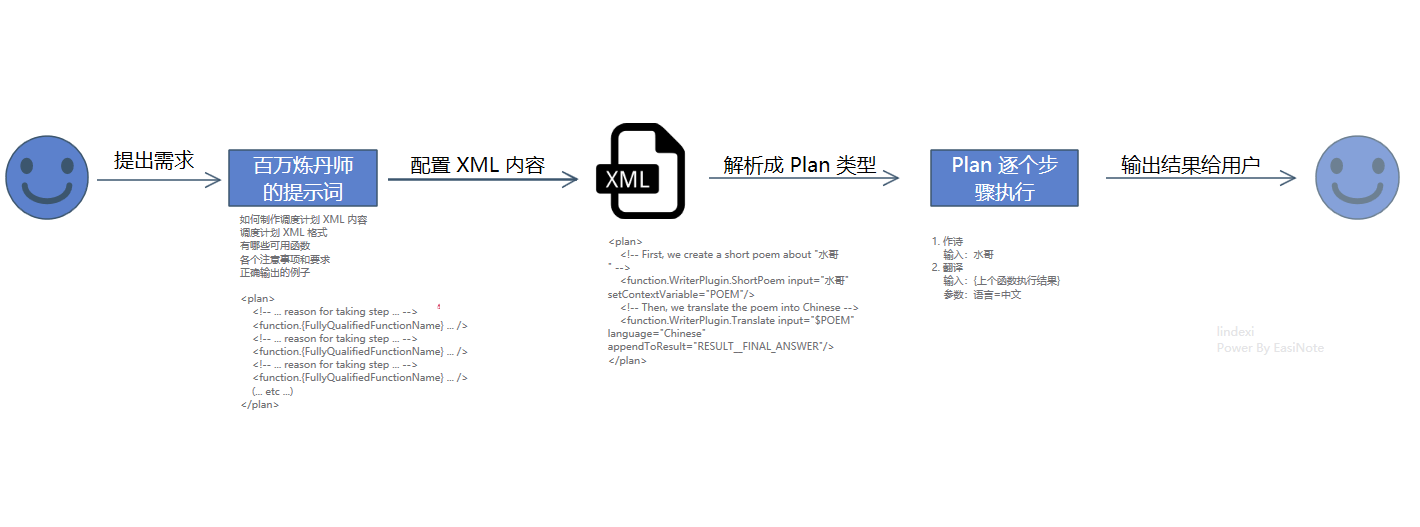 提出需求
百万炼丹师
的提示词
如何制作调度计划 XML 内容
调度计划 XML 格式
有哪些可用函数
各个注意事项和要求
正确输出的例子
<plan>
<!-- ... reason for taking step ... -->
<function.{FullyQualifiedFunctionName} ... />
<!-- ... reason for taking step ... -->
<function.{FullyQualifiedFunctionName} ... />
<!-- ... reason for taking step ... -->
<function.{FullyQualifiedFunctionName} ... />
(... etc ...)
</plan>
配置 XML 内容
XML
<plan>
<!-- First, we create a short poem about "水哥
" -->
<function.WriterPlugin.ShortPoem input="水哥"
setContextVariable="POEM"/>
<!-- Then, we translate the poem into Chinese -->
<function.WriterPlugin.Translate input="$POEM"
language="Chinese"
appendToResult="RESULT__FINAL_ANSWER"/>
</plan>
解析成 Plan 类型
Plan 逐个步
骤执行
1. 作诗
输入：水哥
2. 翻译
输入：{上个函数执行结果}
参数：语言=中文
输出结果给用户
lindexi
Power By EasiNote